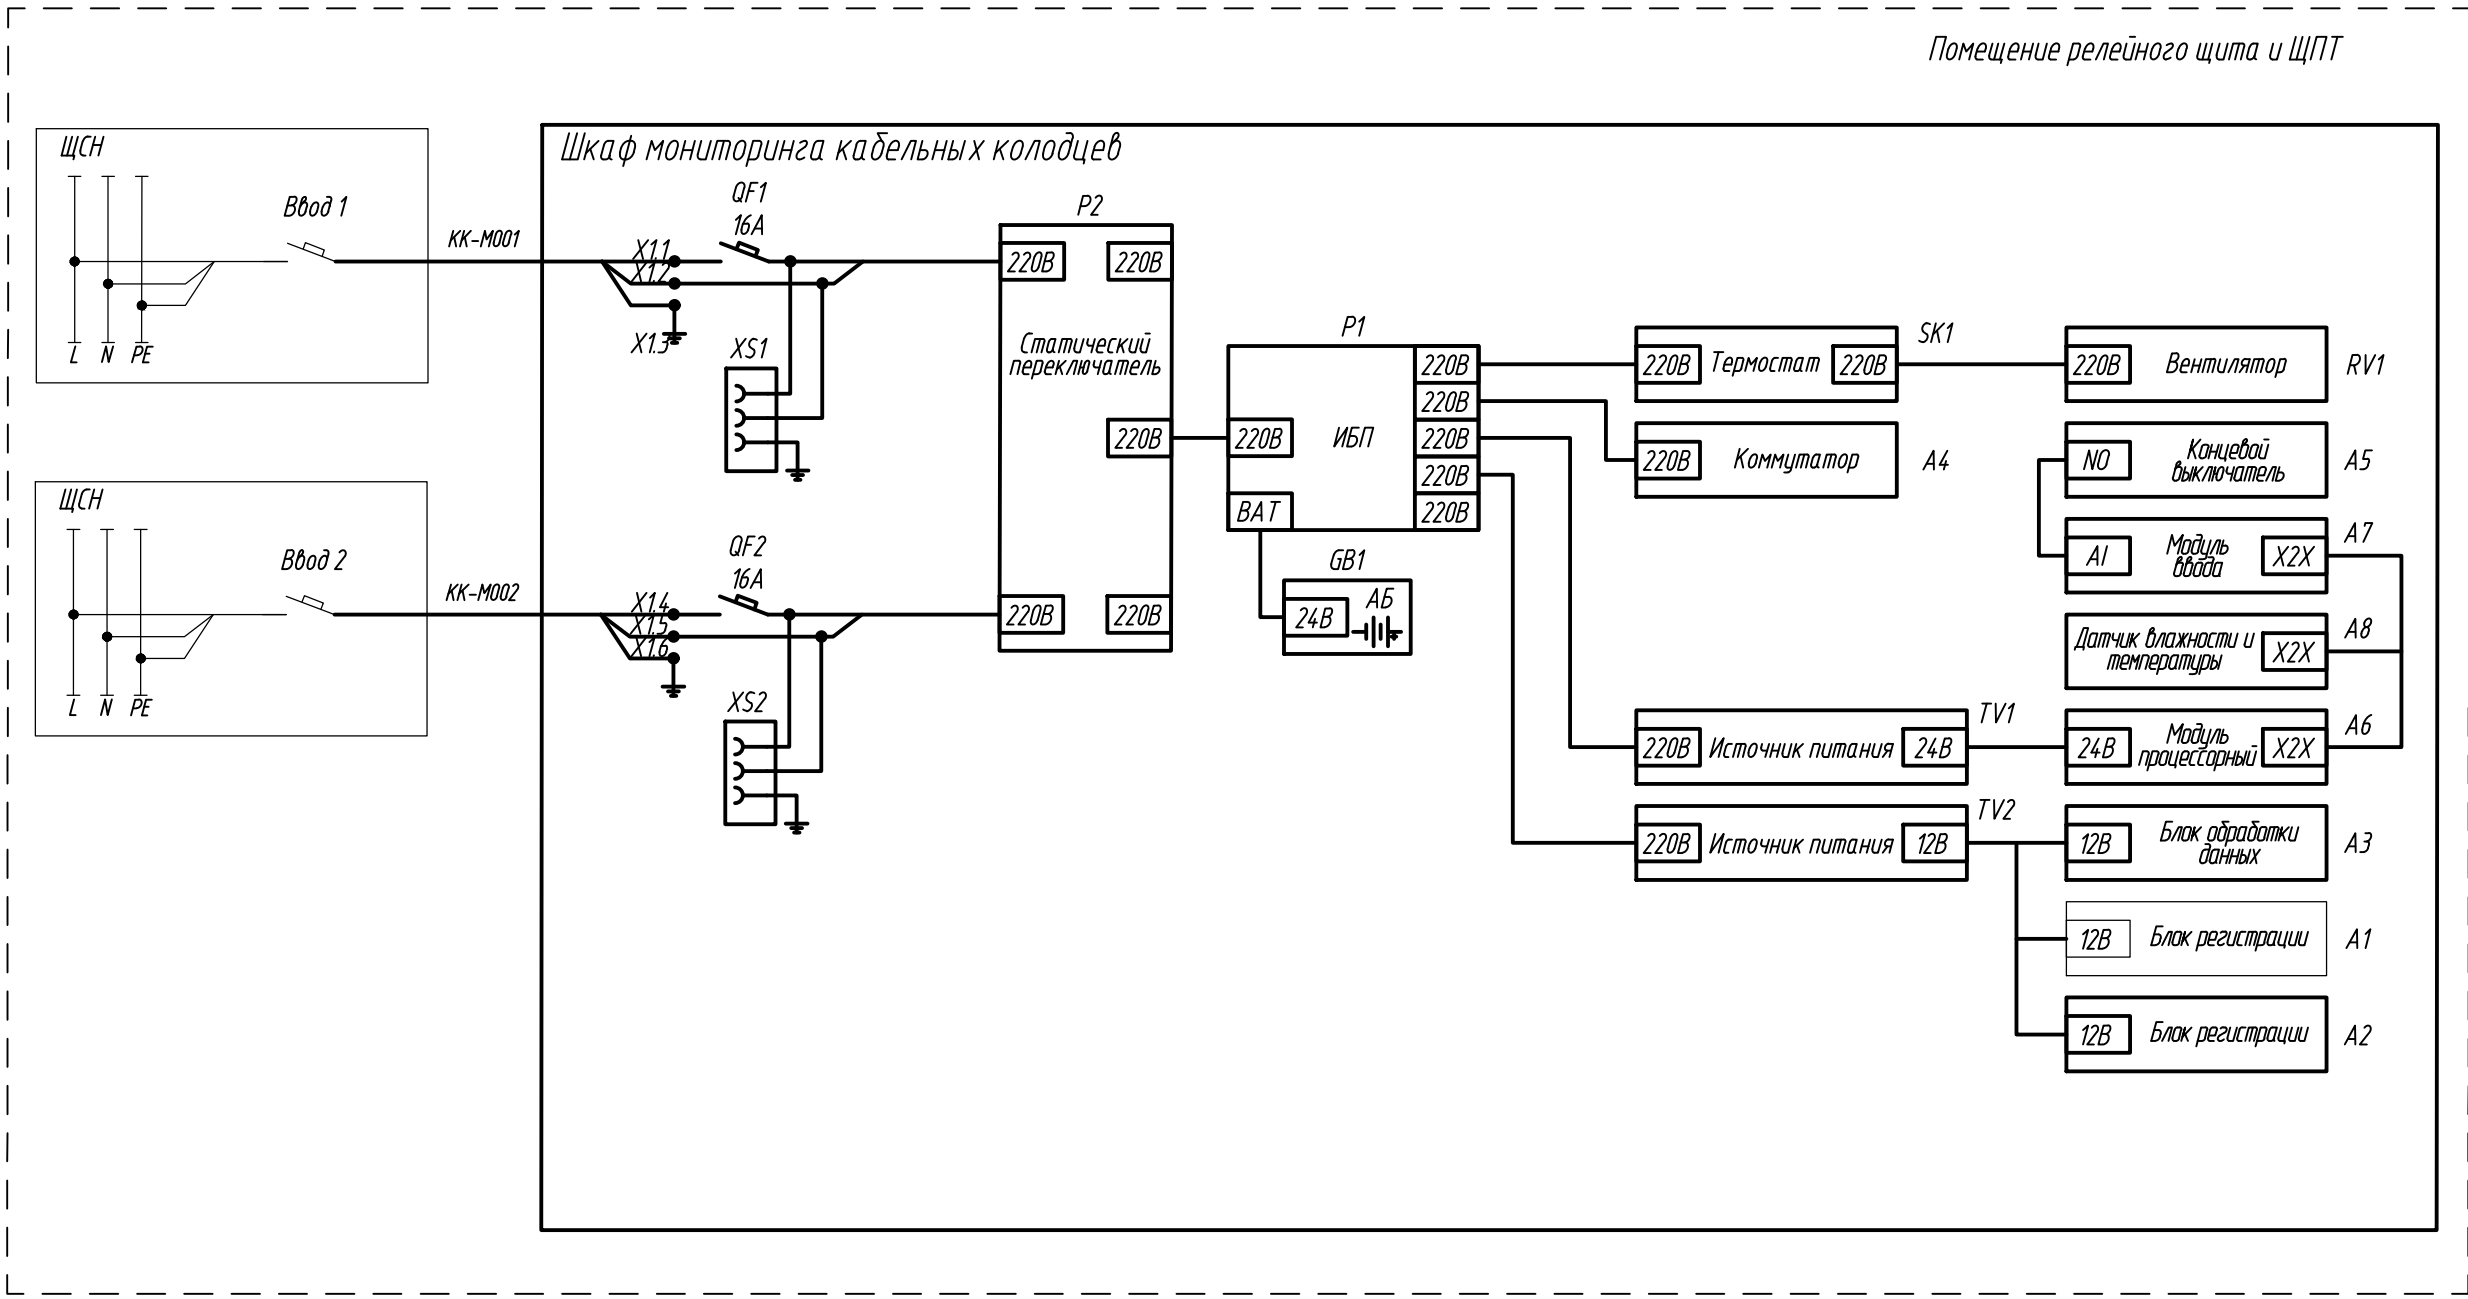 Помещение релейного щита и ЩПТ
ЩСН
Ввод 1
L N PE
КК-М001
Шкаф мониторинга кабельных колодцев
QF1
16А
X1.1
X1.2
X1.3
XS1
P2
220В 220В
Статический
переключатель
220В
220В 220В
ЩСН
Ввод 2
L N PE
КК-М002
QF2
16А
X1.4
X1.5
X1.6
XS2
P1
220В
ИБП
ВАТ
220В
220В
220В
220В
220В
GB1
24В
АБ
220В Термостат 220В
SK1
220В Вентилятор
RV1
220В Коммутатор
A4
NO
Концевой
выключатель
A5
AI
Модуль
ввода
X2X
A7
Датчик влажности и
температуры
X2X
A8
220В Источник питания 24В
TV1
24В
Модуль
процессорный
X2X
A6
220В Источник питания 12В
TV2
12В
Блок обработки
данных
A3
12В Блок регистрации
A1
12В Блок регистрации
A2